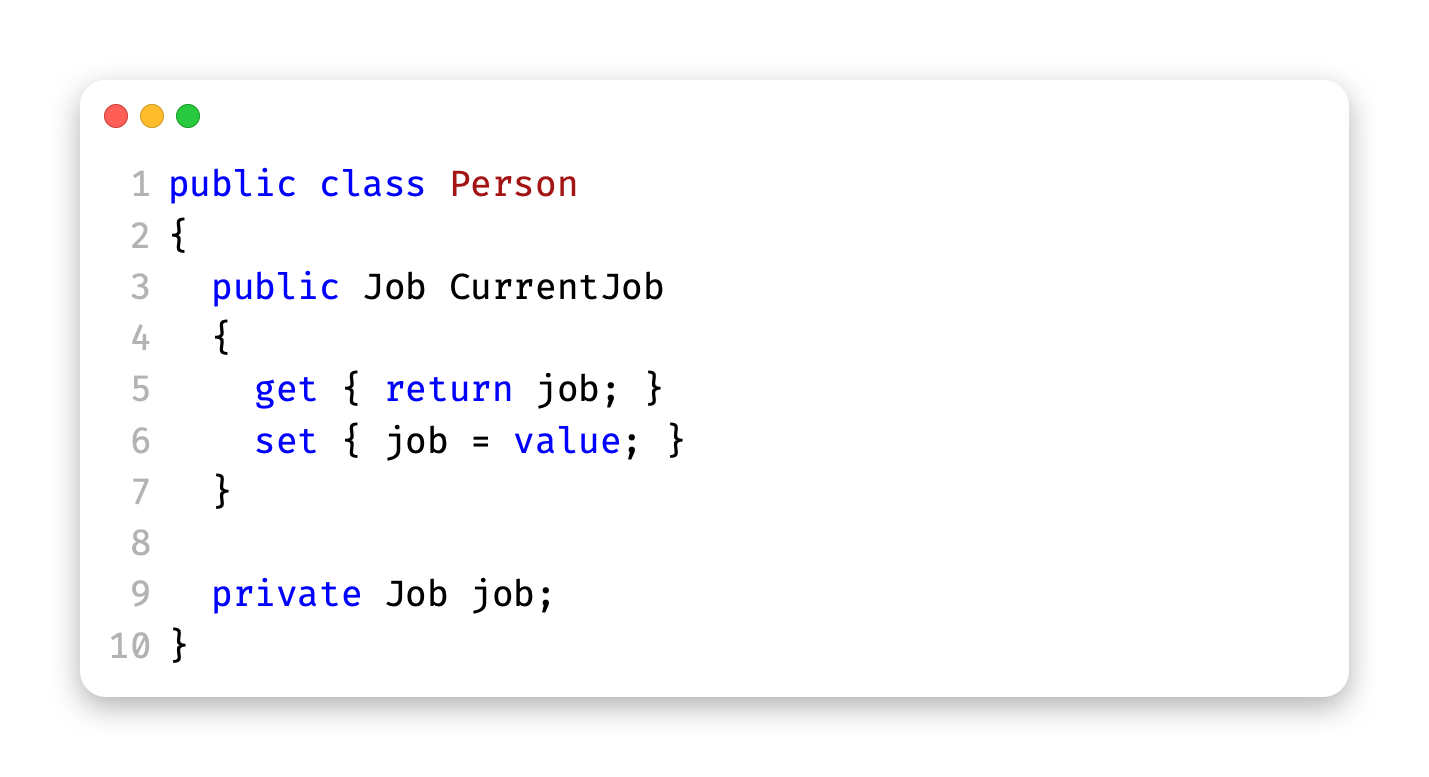 1 public class Person
2 {
3   public Job CurrentJob
4   {
5     get { return job; }
6     set { job = value; }
7   }
8
9   private Job job;
10 }